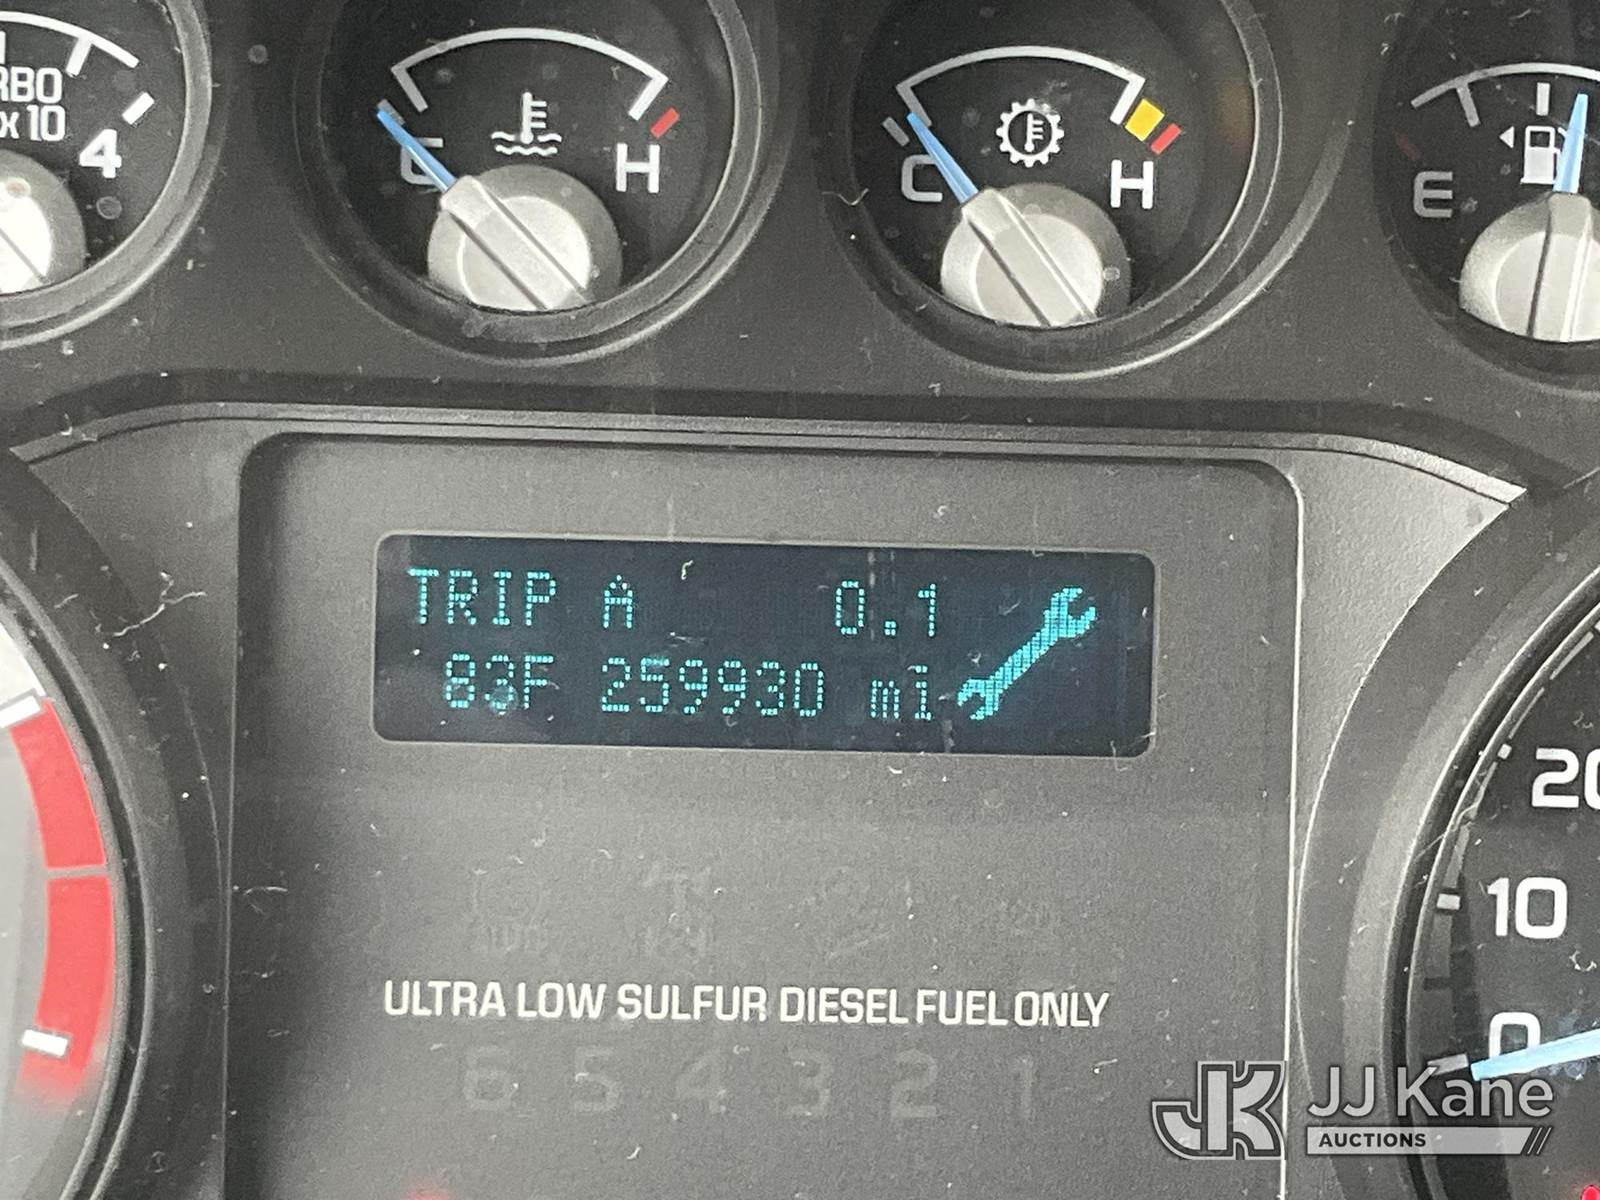 x 10
4
C
H
C
H
E
TRIP A 0.1
83F 259930 mi
20
10
0
ULTRA LOW SULFUR DIESEL FUEL ONLY
6 5 4 3 2 1
JK JJ Kane
AUCTIONS